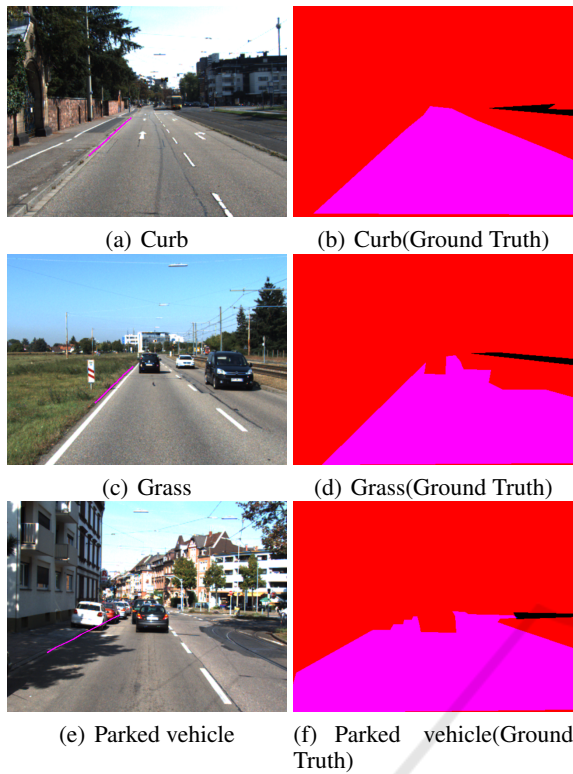 (a) Curb
(b) Curb(Ground Truth)
(c) Grass
(d) Grass(Ground Truth)
(e) Parked vehicle
(f) Parked vehicle(Ground
Truth)